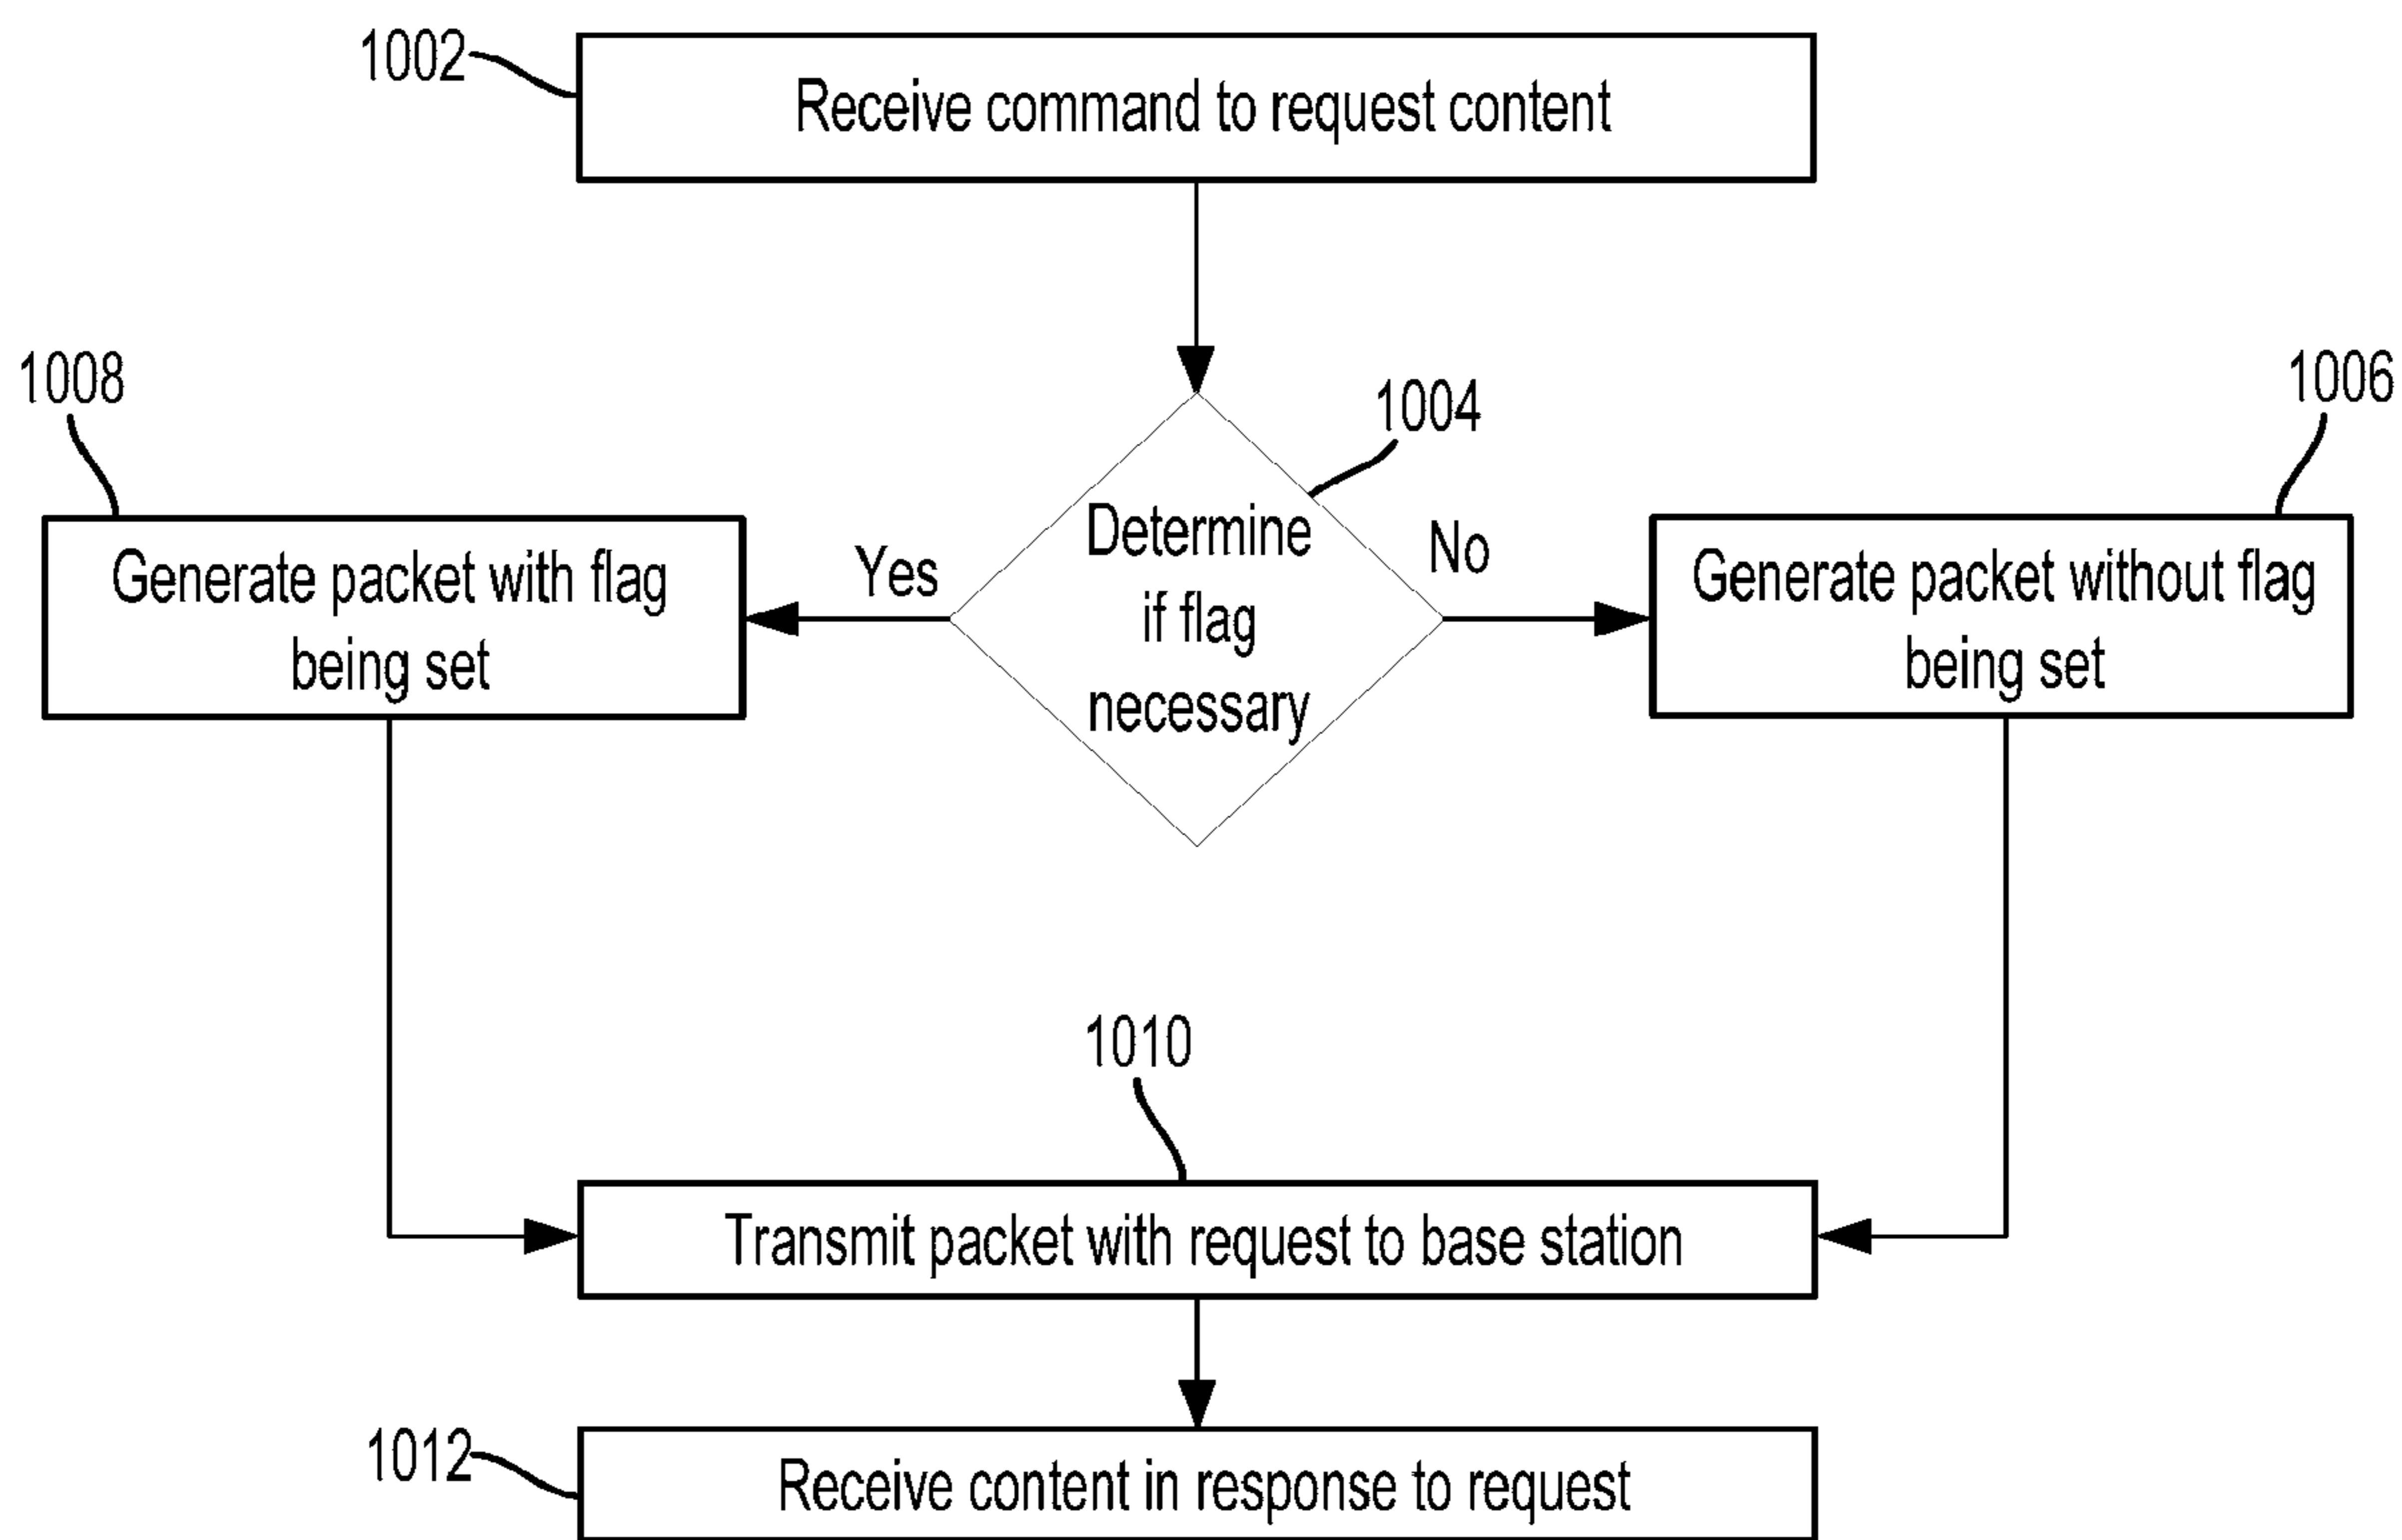 1002
Receive command to request content
1008
1004
1006
Generate packet with flag
being set
Yes
Determine
if flag
necessary
No
Generate packet without flag
being set
1010
Transmit packet with request to base station
1012
Receive content in response to request